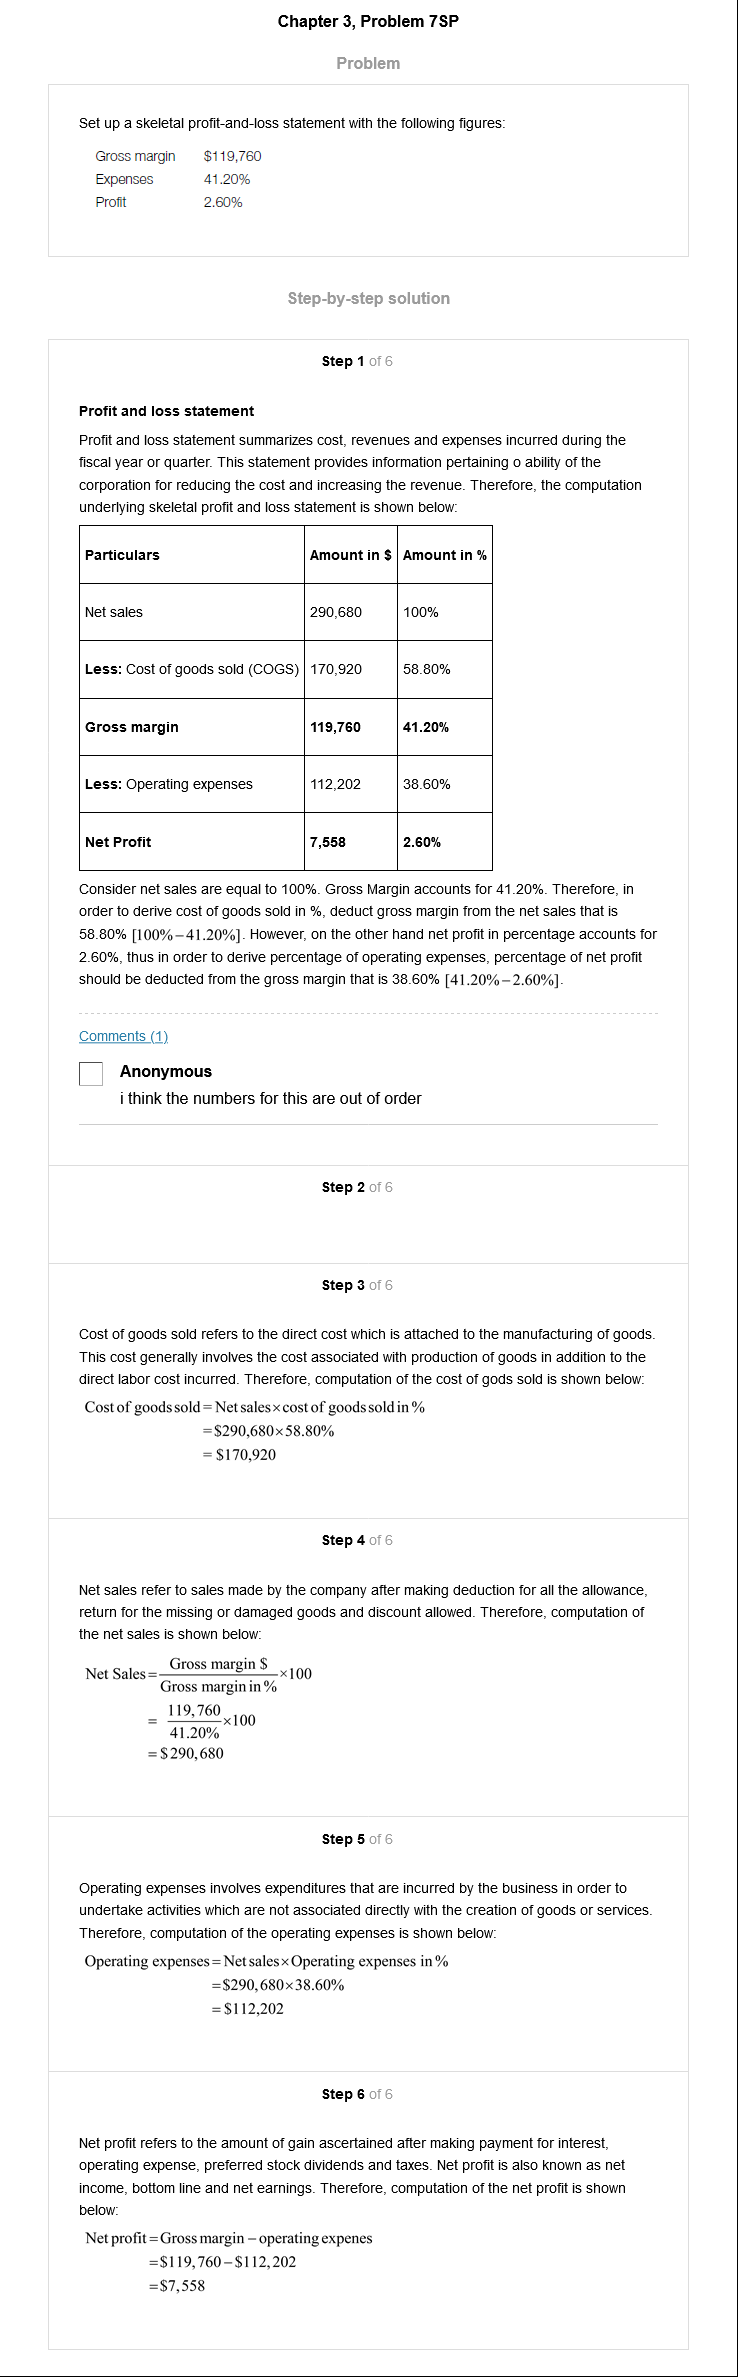 Chapter 3, Problem 7SP
Problem
Set up a skeletal profit-and-loss statement with the following figures:
Gross margin $119,760
Expenses 41.20%
Profit 2.60%
Step-by-step solution
Step 1 of 6
Profit and loss statement
Profit and loss statement summarizes cost, revenues and expenses incurred during the
fiscal year or quarter. This statement provides information pertaining o ability of the
corporation for reducing the cost and increasing the revenue. Therefore, the computation
underlying skeletal profit and loss statement is shown below:
Particulars Amount in $ Amount in %
Net sales 290,680 100%
Less: Cost of goods sold (COGS) 170,920 58.80%
Gross margin 119,760 41.20%
Less: Operating expenses 112,202 38.60%
Net Profit 7,558 2.60%
Consider net sales are equal to 100%. Gross Margin accounts for 41.20%. Therefore, in
order to derive cost of goods sold in %, deduct gross margin from the net sales that is
58.80% [100%−41.20%]. However, on the other hand net profit in percentage accounts for
2.60%, thus in order to derive percentage of operating expenses, percentage of net profit
should be deducted from the gross margin that is 38.60% [41.20%−2.60%].
Comments (1)
Anonymous
i think the numbers for this are out of order
Step 2 of 6
Step 3 of 6
Cost of goods sold refers to the direct cost which is attached to the manufacturing of goods.
This cost generally involves the cost associated with production of goods in addition to the
direct labor cost incurred. Therefore, computation of the cost of gods sold is shown below:
Cost of goods sold = Net sales × cost of goods sold in %
= $290,680 × 58.80%
= $170,920
Step 4 of 6
Net sales refer to sales made by the company after making deduction for all the allowance,
return for the missing or damaged goods and discount allowed. Therefore, computation of
the net sales is shown below:
Gross margin $
Net Sales = ×100
Gross margin in %
119,760
= ×100
41.20%
= $290,680
Step 5 of 6
Operating expenses involves expenditures that are incurred by the business in order to
undertake activities which are not associated directly with the creation of goods or services.
Therefore, computation of the operating expenses is shown below:
Operating expenses = Net sales × Operating expenses in %
= $290,680 × 38.60%
= $112,202
Step 6 of 6
Net profit refers to the amount of gain ascertained after making payment for interest,
operating expense, preferred stock dividends and taxes. Net profit is also known as net
income, bottom line and net earnings. Therefore, computation of the net profit is shown
below:
Net profit = Gross margin − operating expenes
= $119,760 − $112,202
= $7,558